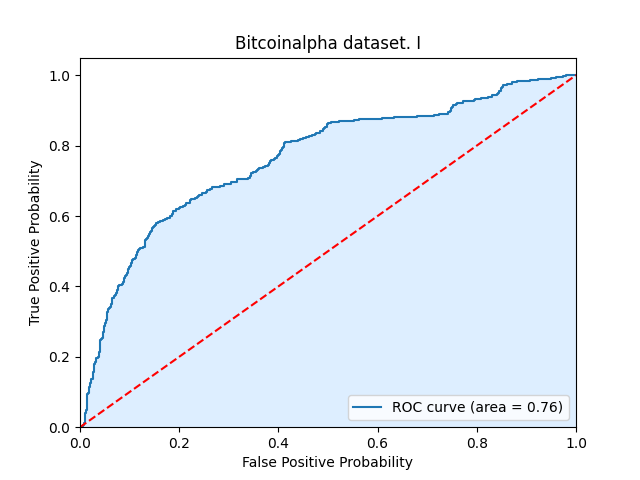 Bitcoinalpha dataset. I
True Positive Probability
1.0
0.8
0.6
0.4
0.2
0.0
ROC curve (area = 0.76)
0.0 0.2 0.4 0.6 0.8 1.0
False Positive Probability